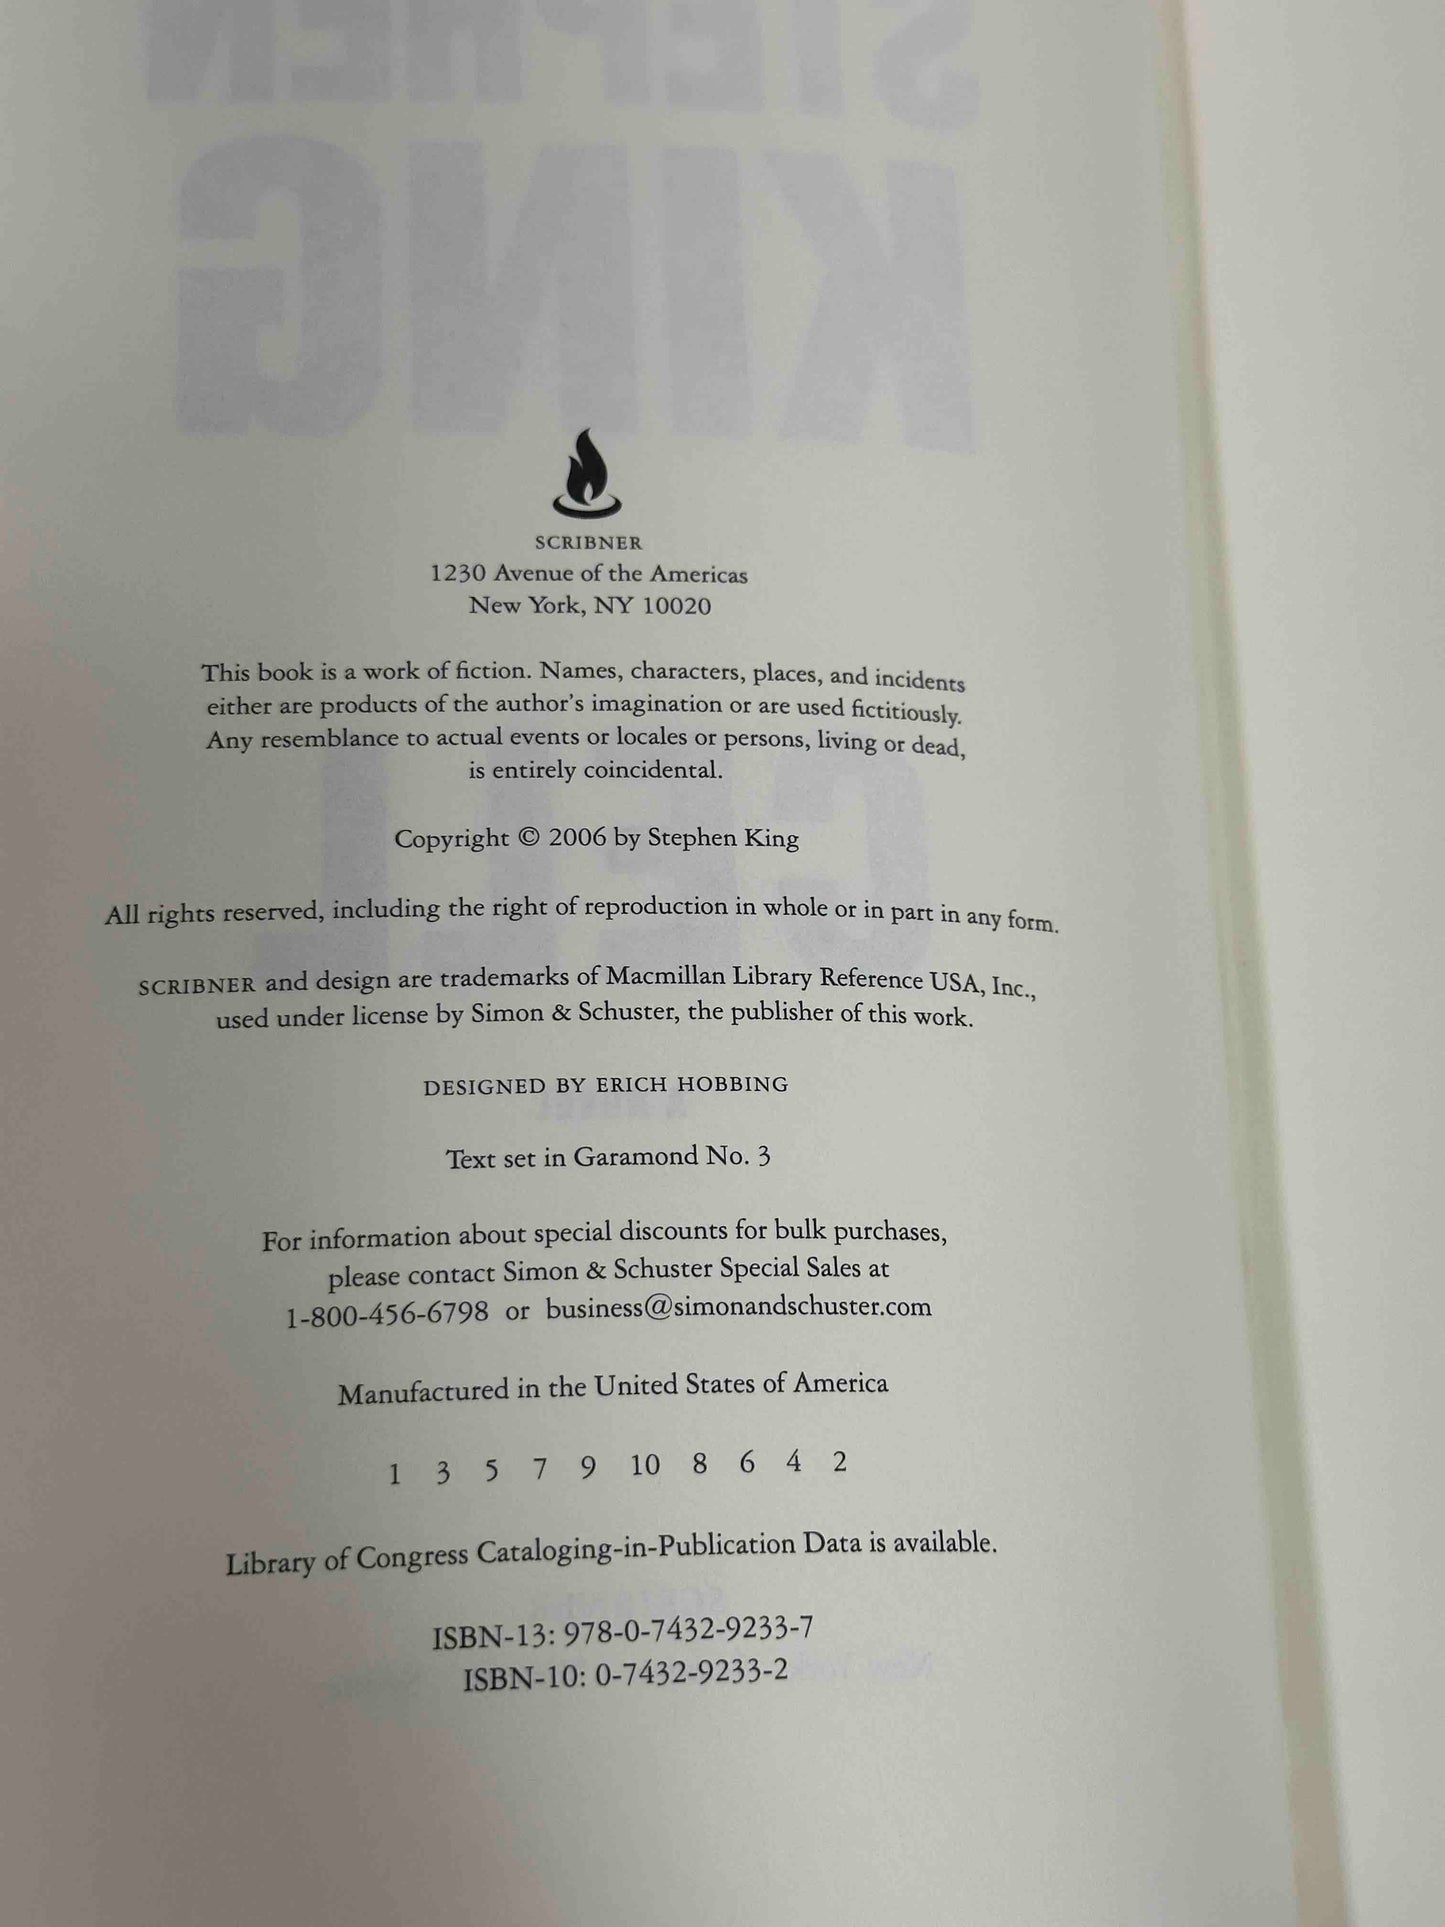 STEPHEN
KING
SCRIBNER
1230 Avenue of the Americas
New York, NY 10020
This book is a work of fiction. Names, characters, places, and incidents
either are products of the author's imagination or are used fictitiously.
Any resemblance to actual events or locales or persons, living or dead,
is entirely coincidental.
CELL
Copyright © 2006 by Stephen King
All rights reserved, including the right of reproduction in whole or in part in any form.
SCRIBNER and design are trademarks of Macmillan Library Reference USA, Inc.,
used under license by Simon & Schuster, the publisher of this work.
DESIGNED BY ERICH HOBBING
Text set in Garamond No. 3
For information about special discounts for bulk purchases,
please contact Simon & Schuster Special Sales at
1-800-456-6798 or business@simonandschuster.com
Manufactured in the United States of America
1 3 5 7 9 10 8 6 4 2
Library of Congress Cataloging-in-Publication Data is available.
ISBN-13: 978-0-7432-9233-7
ISBN-10: 0-7432-9233-2